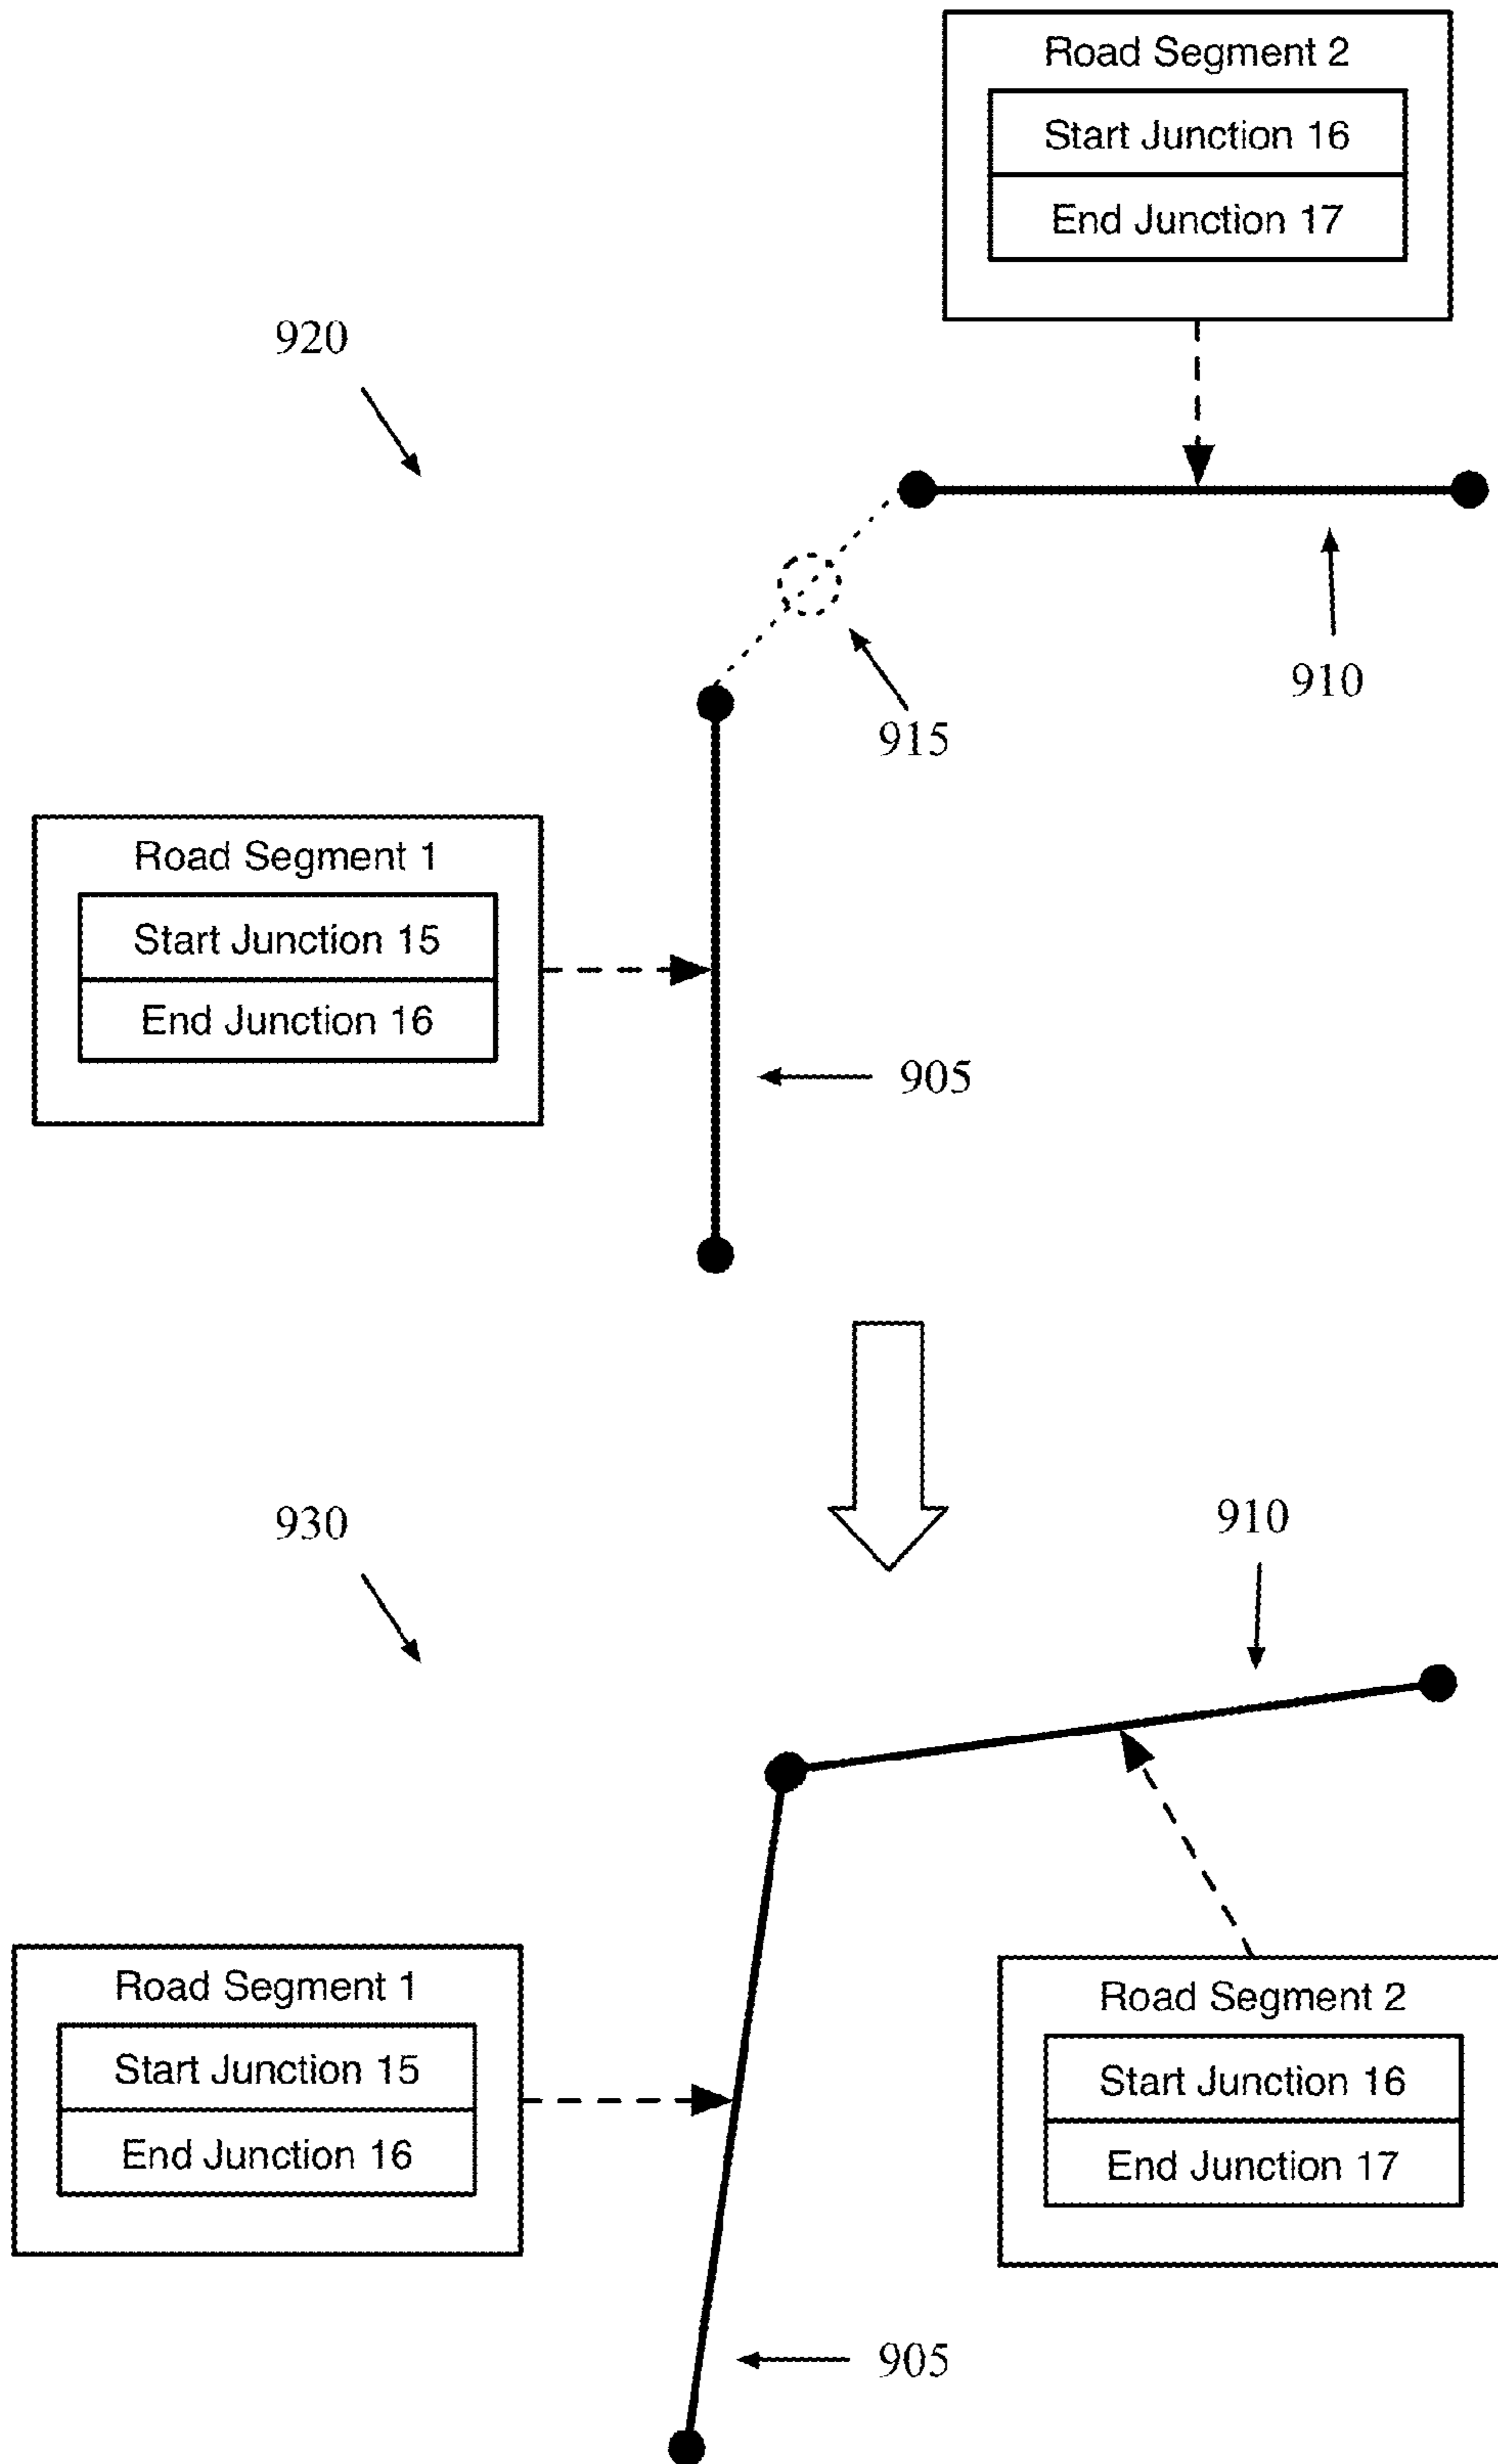 Road Segment 2
Start Junction 16
End Junction 17
920
910
915
Road Segment 1
Start Junction 15
End Junction 16
905
930
910
Road Segment 1
Start Junction 15
End Junction 16
Road Segment 2
Start Junction 16
End Junction 17
905